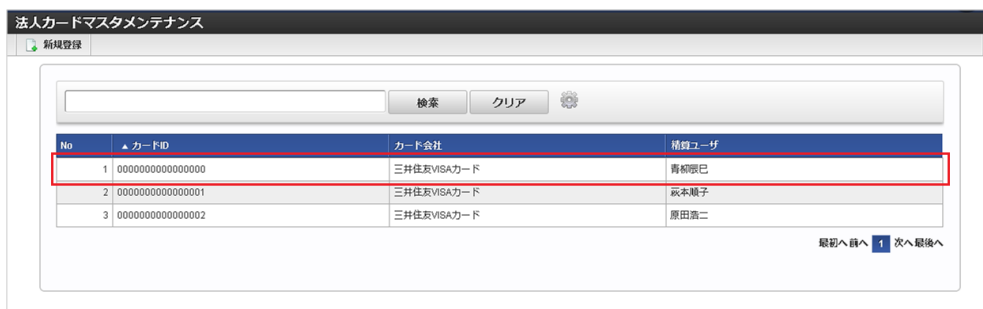 法人カードマスタメンテナンス
新規登録
検索 クリア
No ▲ カードID カード会社 積算ユーザ
1 0000000000000000 三井住友VISAカード 青柳辰巳
2 0000000000000001 三井住友VISAカード 萩本順子
3 0000000000000002 三井住友VISAカード 原田浩二
最初へ 前へ 1 次へ 最後へ